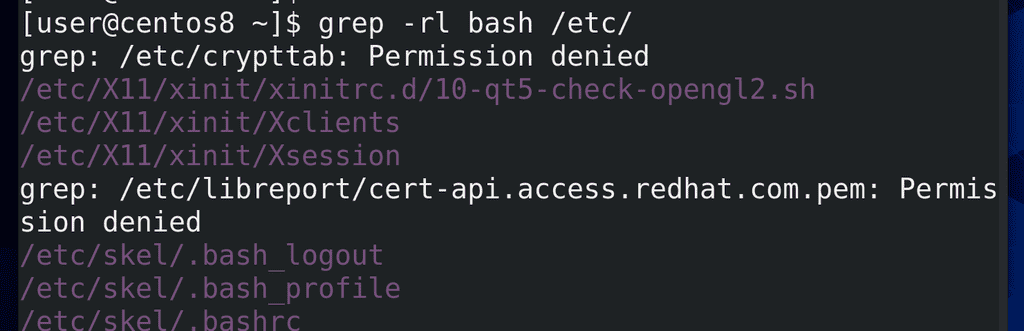 [user@centos8 ~]$ grep -rl bash /etc/
grep: /etc/crypttab: Permission denied
/etc/X11/xinit/xinitrc.d/10-qt5-check-opengl2.sh
/etc/X11/xinit/Xclients
/etc/X11/xinit/Xsession
grep: /etc/libreport/cert-api.access.redhat.com.pem: Permis
sion denied
/etc/skel/.bash_logout
/etc/skel/.bash_profile
/etc/skel/.bashrc